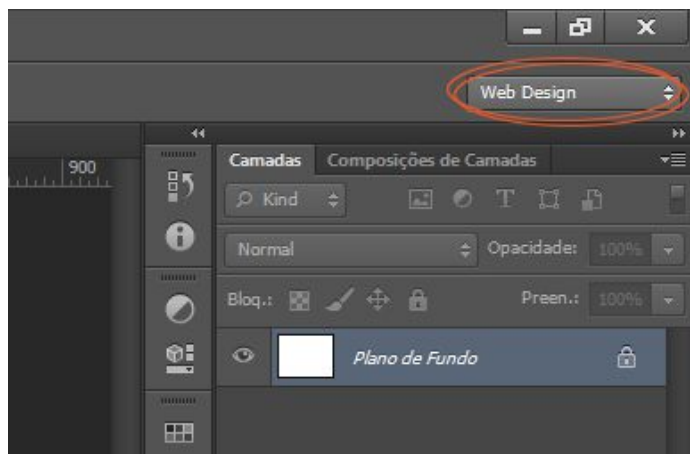 Web Design
900
Camadas Composições de Camadas
Kind
Normal Opacidade: 100%
Bloq.: Preen.: 100%
Plano de Fundo